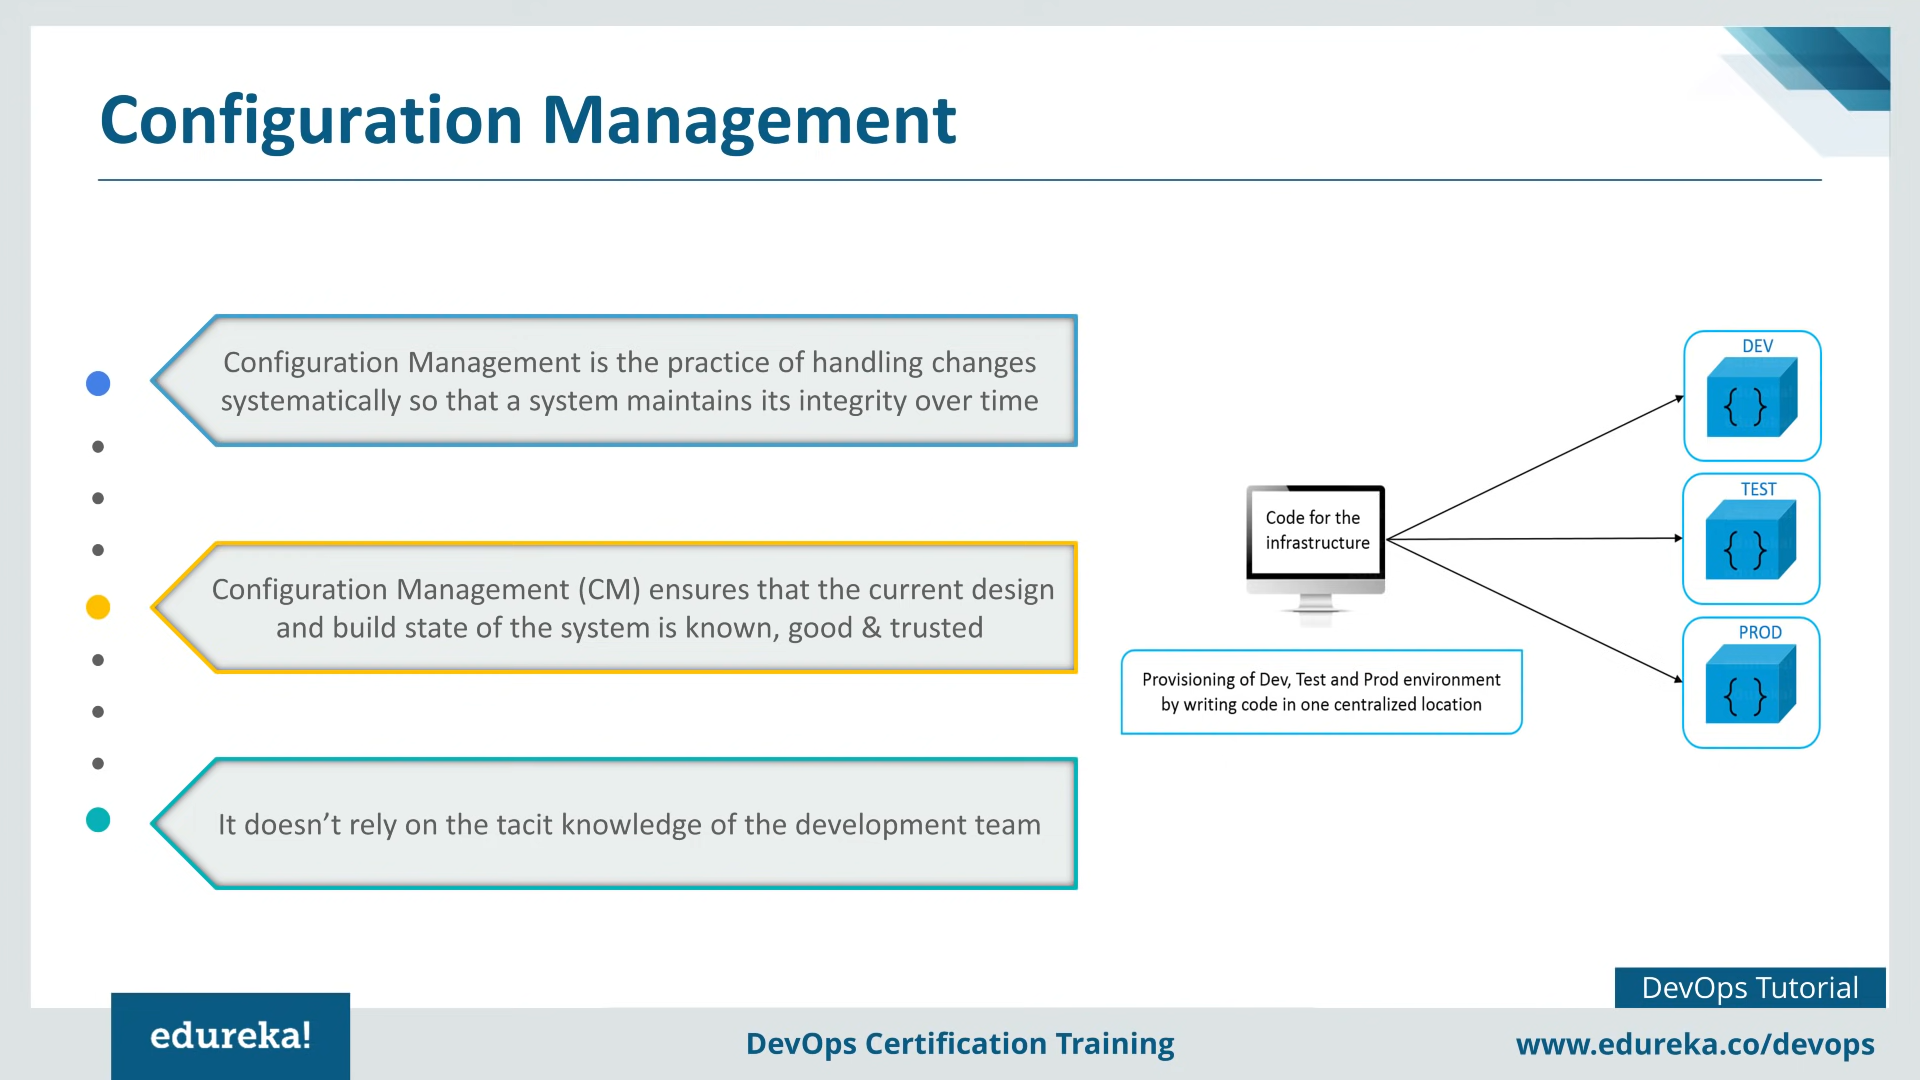 Configuration Management
Configuration Management is the practice of handling changes
systematically so that a system maintains its integrity over time
Configuration Management (CM) ensures that the current design
and build state of the system is known, good & trusted
It doesn’t rely on the tacit knowledge of the development team
Code for the
infrastructure
Provisioning of Dev, Test and Prod environment
by writing code in one centralized location
DEV
{ }
TEST
{ }
PROD
{ }
DevOps Tutorial
edureka!
DevOps Certification Training
www.edureka.co/devops